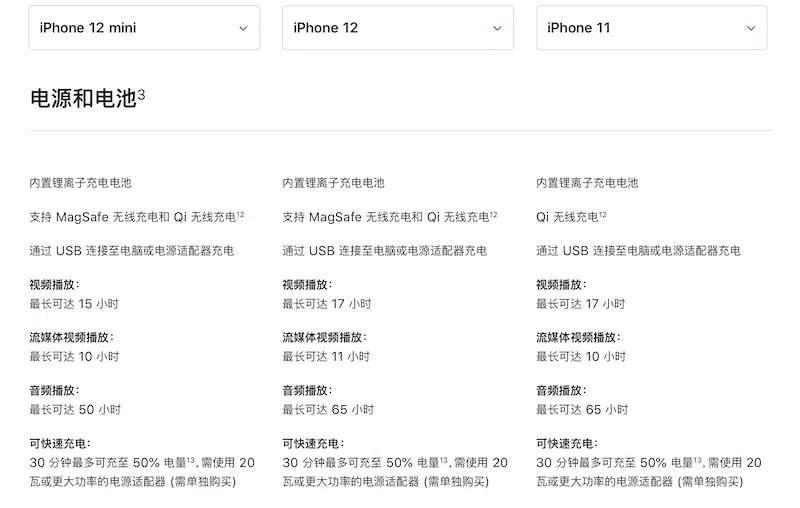 iPhone 12 mini
iPhone 12
iPhone 11
电源和电池3
内置锂离子充电电池
支持 MagSafe 无线充电和 Qi 无线充电12
通过 USB 连接至电脑或电源适配器充电
视频播放：
最长可达 15 小时
流媒体视频播放：
最长可达 10 小时
音频播放：
最长可达 50 小时
可快速充电：
30 分钟最多可充至 50% 电量13，需使用 20
瓦或更大功率的电源适配器 (需单独购买)
内置锂离子充电电池
支持 MagSafe 无线充电和 Qi 无线充电12
通过 USB 连接至电脑或电源适配器充电
视频播放：
最长可达 17 小时
流媒体视频播放：
最长可达 11 小时
音频播放：
最长可达 65 小时
可快速充电：
30 分钟最多可充至 50% 电量13，需使用 20
瓦或更大功率的电源适配器 (需单独购买)
内置锂离子充电电池
Qi 无线充电12
通过 USB 连接至电脑或电源适配器充电
视频播放：
最长可达 17 小时
流媒体视频播放：
最长可达 10 小时
音频播放：
最长可达 65 小时
可快速充电：
30 分钟最多可充至 50% 电量13，需使用 20
瓦或更大功率的电源适配器 (需单独购买)